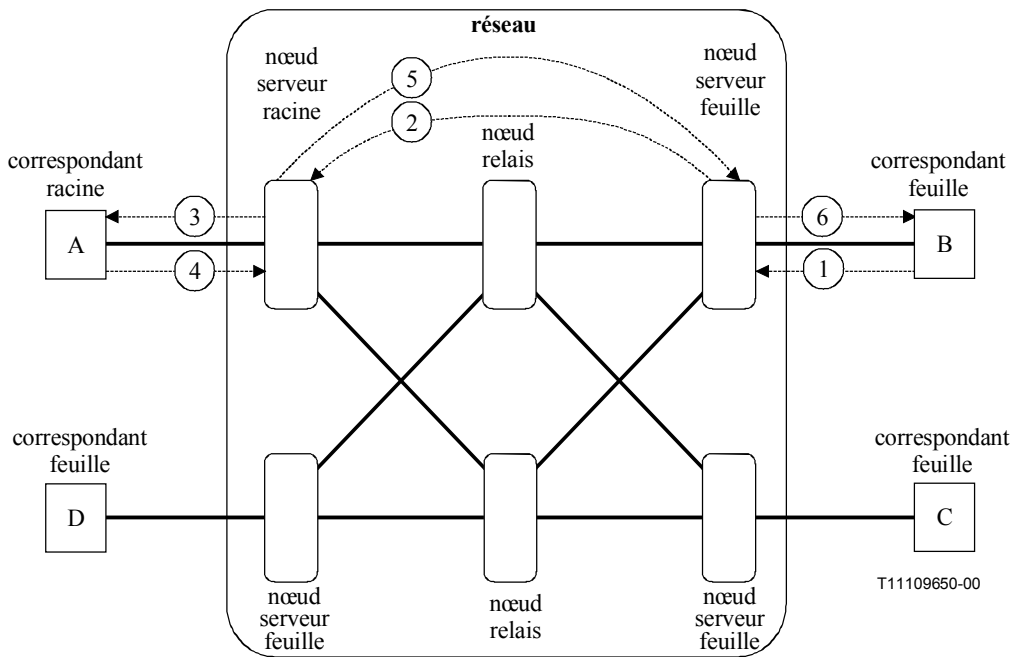 réseau
nœud
serveur
racine
5
nœud
serveur
feuille
2
nœud
relais
correspondant
racine
correspondant
feuille
3
6
A
B
4
1
correspondant
feuille
correspondant
feuille
D
C
T11109650-00
nœud
serveur
feuille
nœud
relais
nœud
serveur
feuille